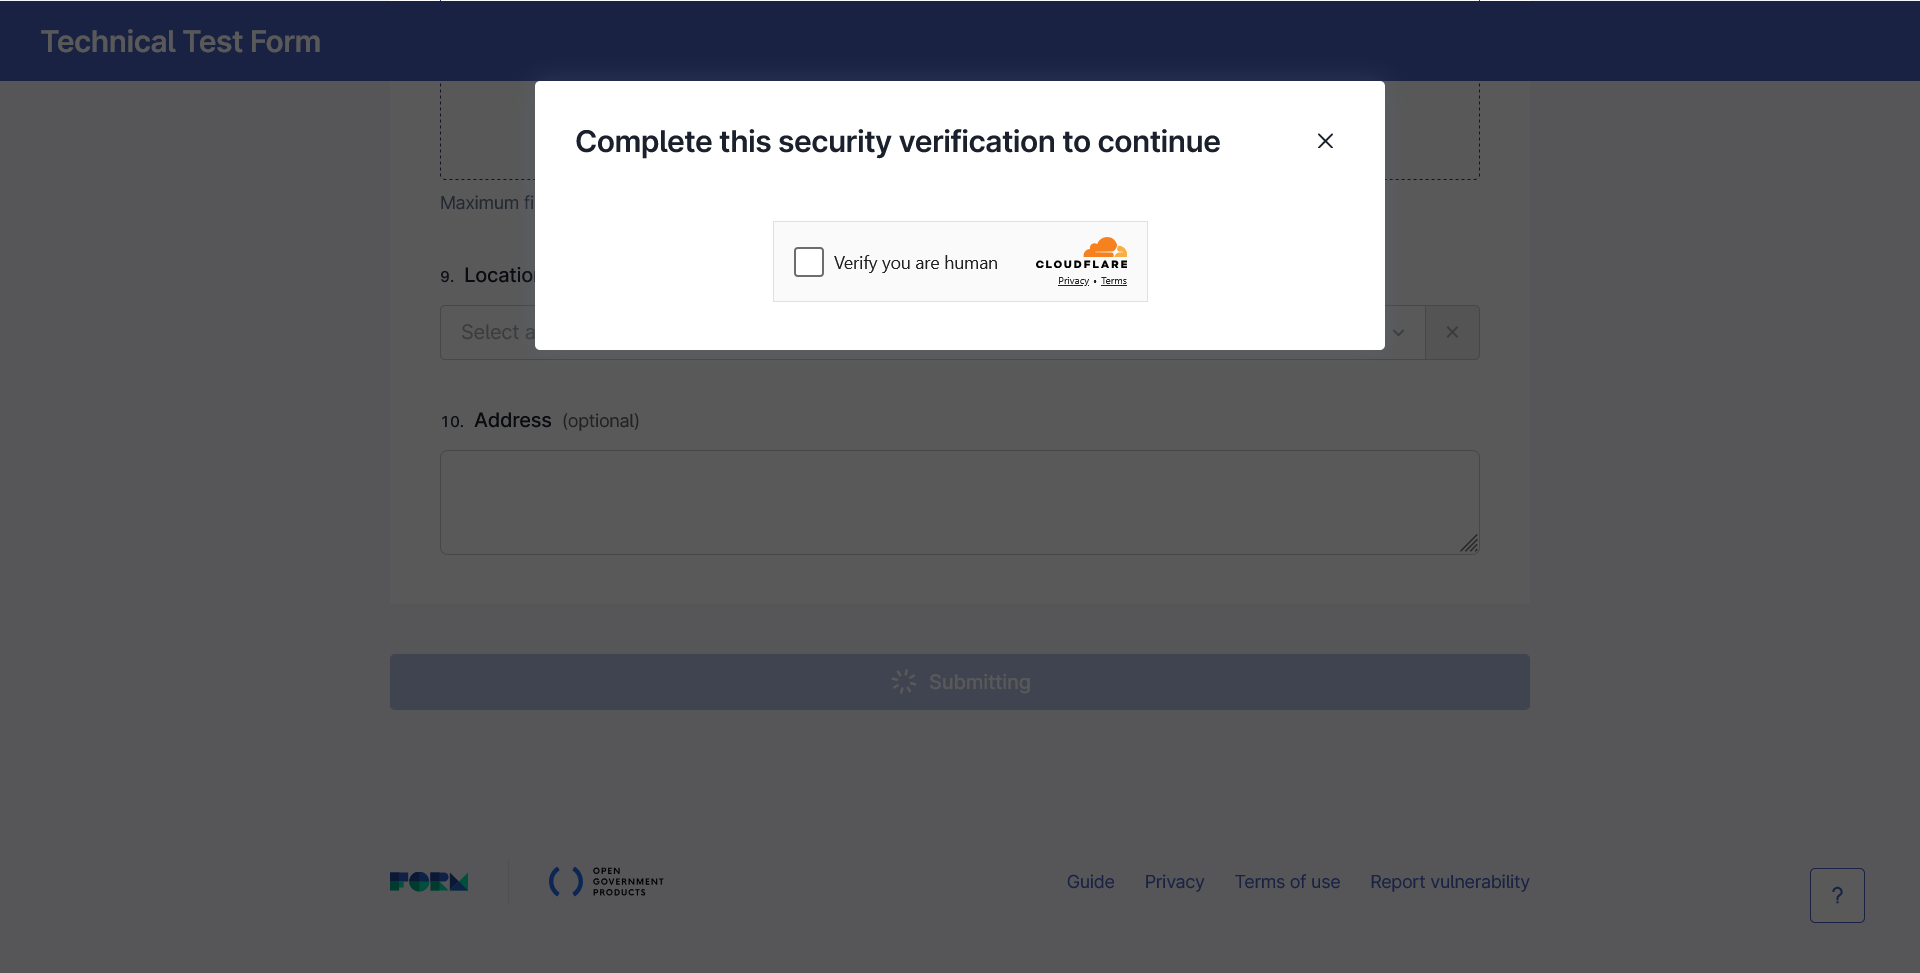 Technical Test Form
Complete this security verification to continue
Verify you are human
CLOUDFLARE
Privacy • Terms
Maximum fi
9. Location
Select a
10. Address (optional)
Submitting
FORM
OPEN
GOVERNMENT
PRODUCTS
Guide Privacy Terms of use Report vulnerability
?